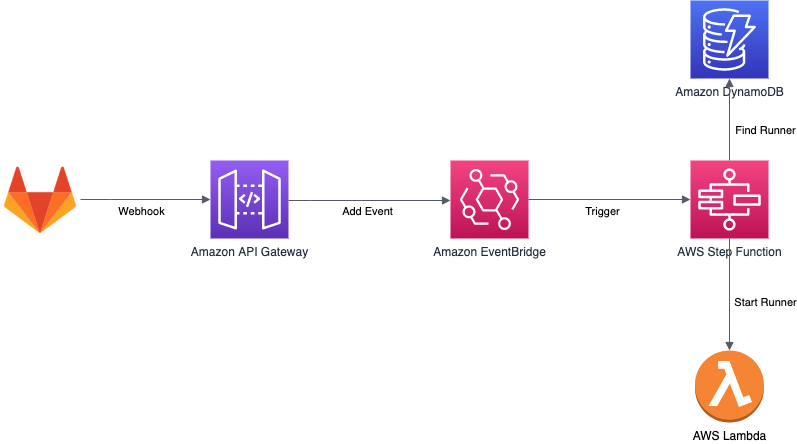 Amazon DynamoDB
Find Runner
Webhook
Add Event
Trigger
Amazon API Gateway
Amazon EventBridge
AWS Step Function
Start Runner
AWS Lambda